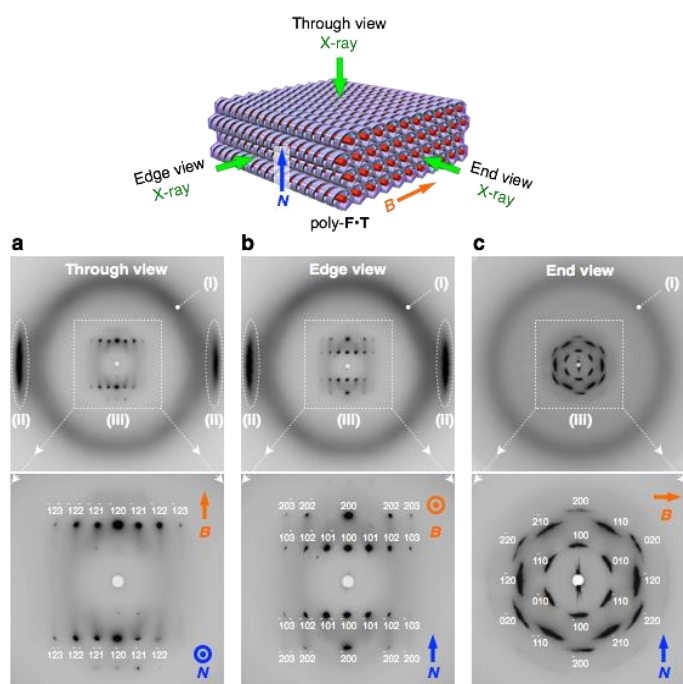 Through view
X-ray
Edge view
X-ray
N
B
End view
X-ray
poly-F•T
a
b
c
Through view
Edge view
End view
(i)
(i)
(i)
(ii)
(iii)
(ii)
(ii)
(iii)
(ii)
(iii)
123 122 121 120 121 122 123
B
123 122 121 120 121 122
N
203 202 200 202 203
B
103 102 101 100 101 102 103
103 102 101 100 101 102 103
203 202 200 202 203
N
200
B
210 210
220 100 020
110 010
120 120
010 110
020 100 220
110 210
200
N